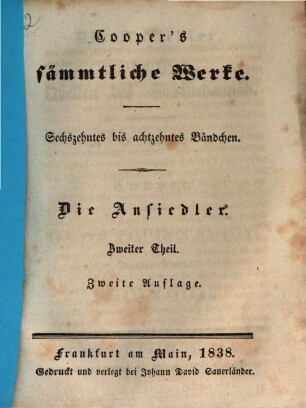 2
Cooper's
sämmtliche Werke.
Sechszehntes bis achtzehntes Bändchen.
Die Ansiedler.
Zweiter Theil.
Zweite Auflage.
Frankfurt am Main, 1838.
Gedruckt und verlegt bei Johann David Sauerländer.